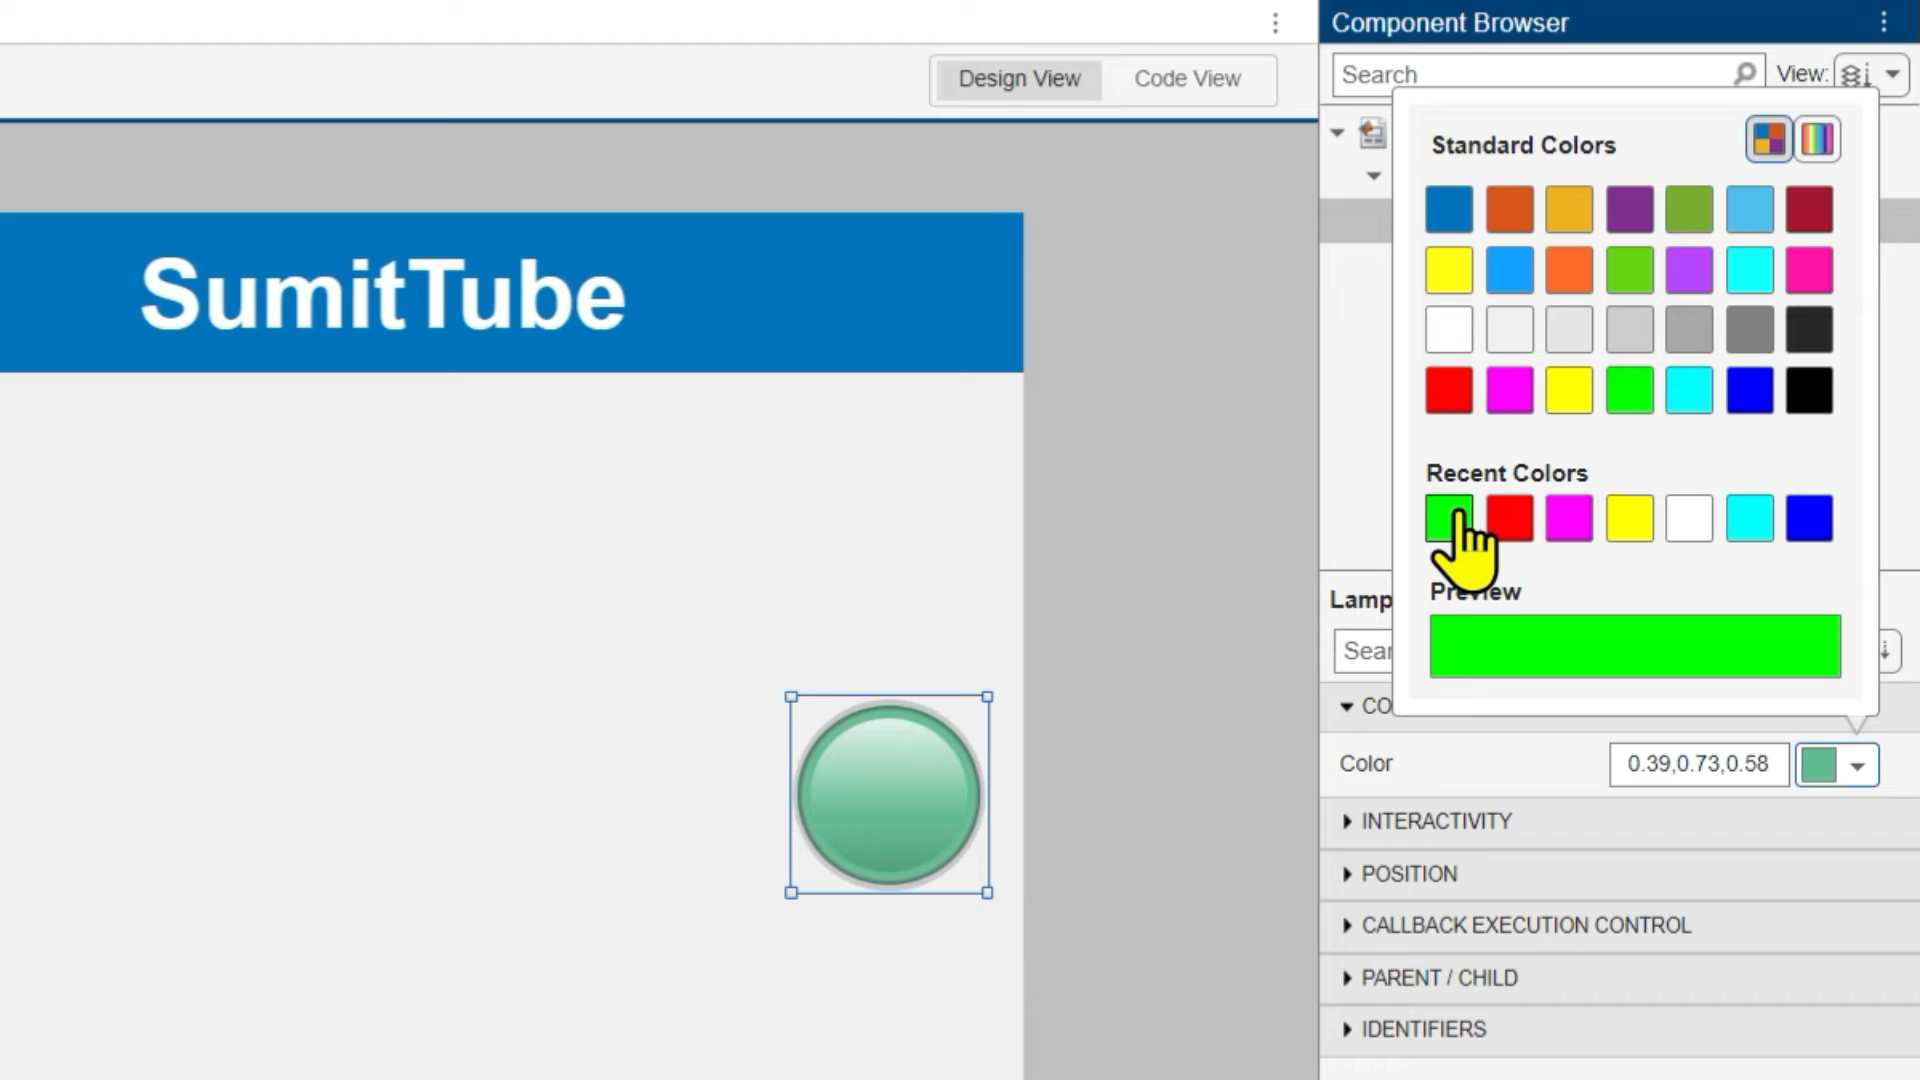 Component Browser
Design View
Code View
Search
View:
Standard Colors
SumitTube
Recent Colors
Preview
Lamp
Sear
CO
Color
0.39,0.73,0.58
INTERACTIVITY
POSITION
CALLBACK EXECUTION CONTROL
PARENT / CHILD
IDENTIFIERS